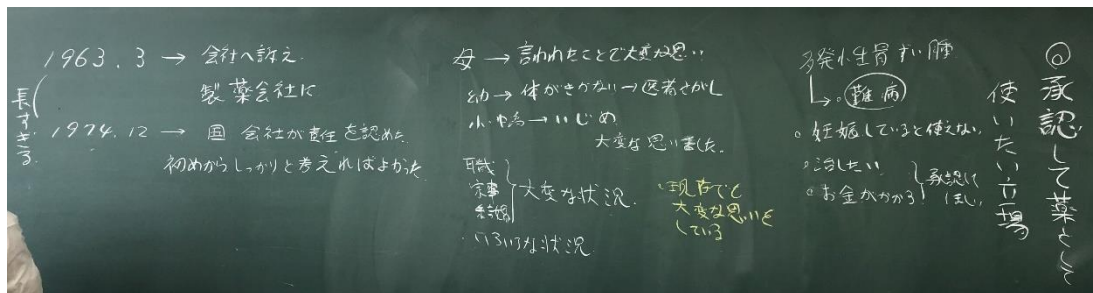 ◎承認して薬として
使いたい立場
多発性骨ずい腫
→難病
。妊娠していると使えない
。治したい
。お金がかかる
承認して
ほしい
母→言われたことで大変な思い
幼→体がきかない→医者さがし
小・→いじめ
大変な思いをした。
職
家事
結婚
大変な状況.
・いろいろな状況
・現在でも
大変な思いを
している
1963.3→会社へ訴え.
製薬会社に
長すぎる.
1974.12→国 会社が責任を認めた.
初めからしっかりと考えればよかった